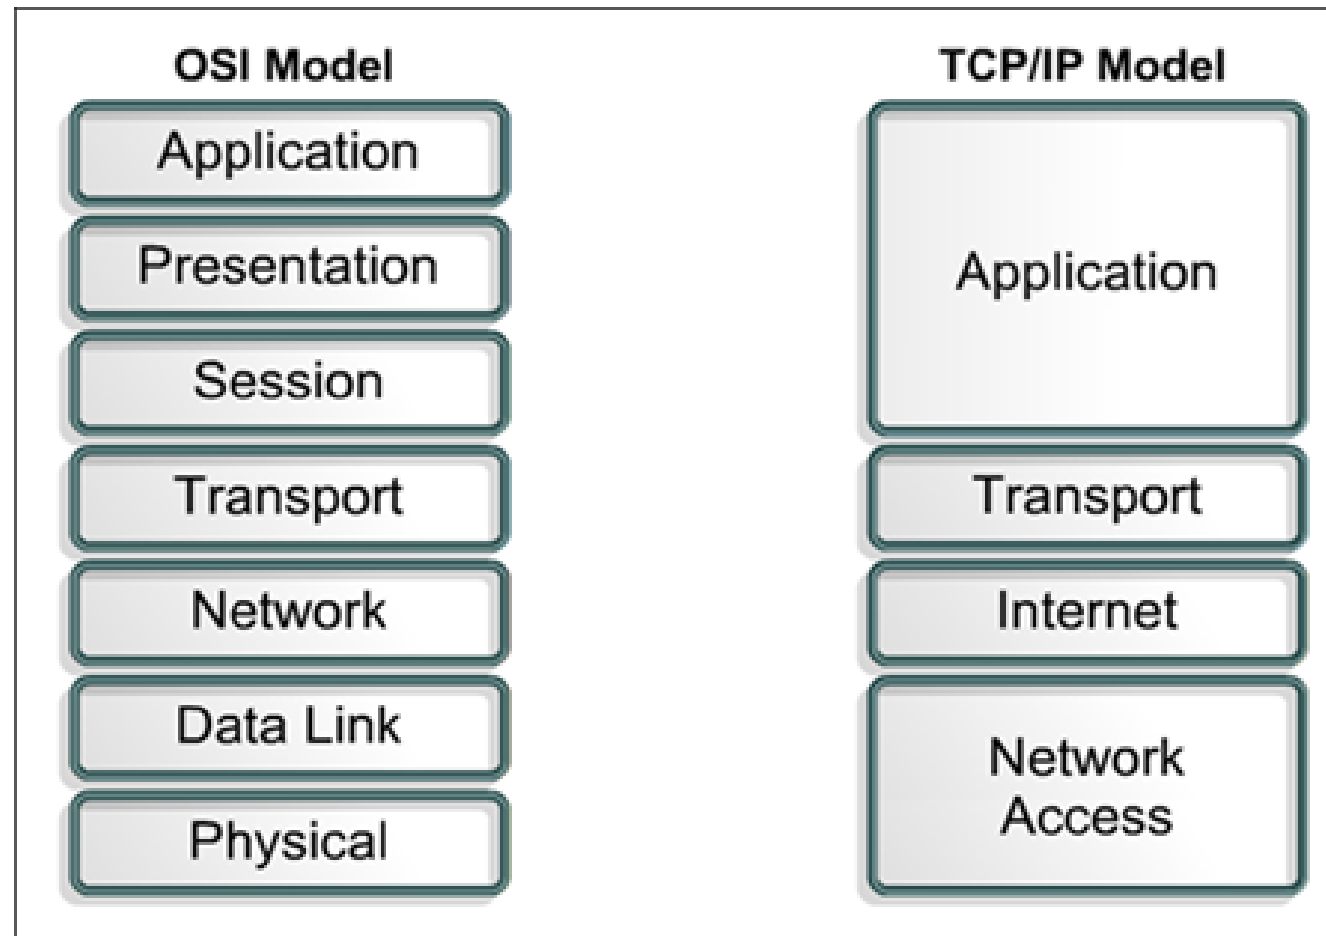 OSI Model
Application
Presentation
Session
Transport
Network
Data Link
Physical
TCP/IP Model
Application
Transport
Internet
Network
Access